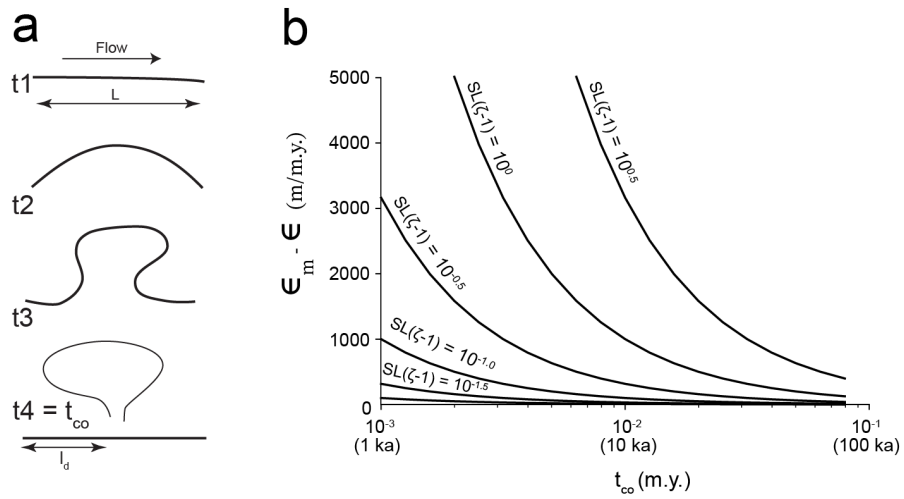 a
Flow
t1
L
t2
t3
t4 = t_co
l_d
b
5000
4000
3000
2000
1000
0
ϵ_m - ϵ (m/m.y.)
SL(ζ-1) = 10^0
SL(ζ-1) = 10^0.5
SL(ζ-1) = 10^-0.5
SL(ζ-1) = 10^-1.0
SL(ζ-1) = 10^-1.5
10^-3 10^-2 10^-1
(1 ka) (10 ka) (100 ka)
t_co (m.y.)